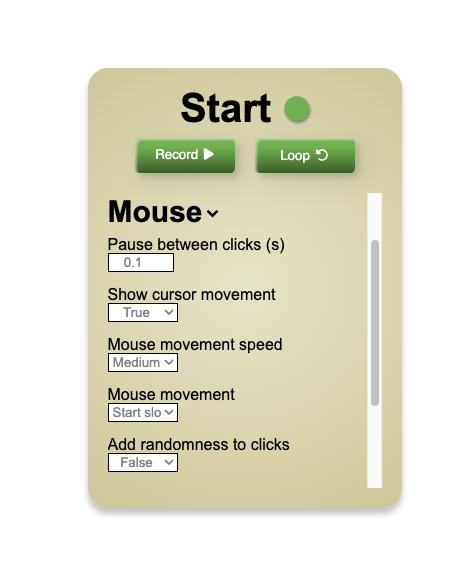 Start
Record
Loop
Mouse
Pause between clicks (s)
0.1
Show cursor movement
True
Mouse movement speed
Medium
Mouse movement
Start slo
Add randomness to clicks
False